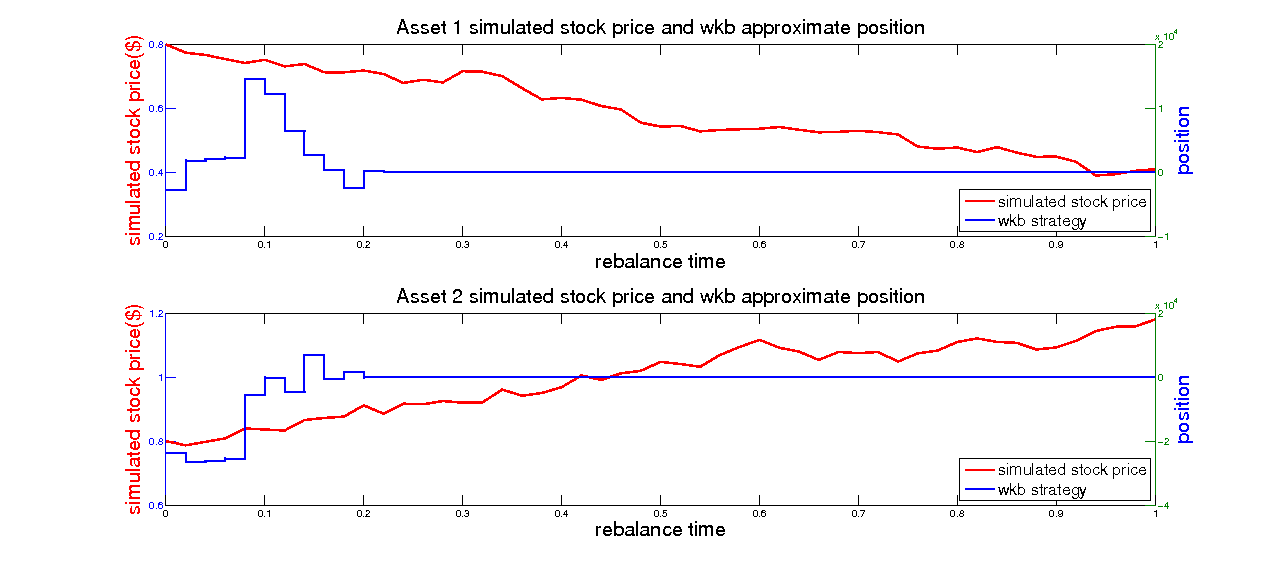 Asset 1 simulated stock price and wkb approximate position
x 10^4
simulated stock price($)
0.8
0.6
0.4
0.2
2
1
0
-1
position
simulated stock price
wkb strategy
0 0.1 0.2 0.3 0.4 0.5 0.6 0.7 0.8 0.9 1
rebalance time
Asset 2 simulated stock price and wkb approximate position
x 10^4
simulated stock price($)
1.2
1
0.8
0.6
2
0
-2
-4
position
simulated stock price
wkb strategy
0 0.1 0.2 0.3 0.4 0.5 0.6 0.7 0.8 0.9 1
rebalance time